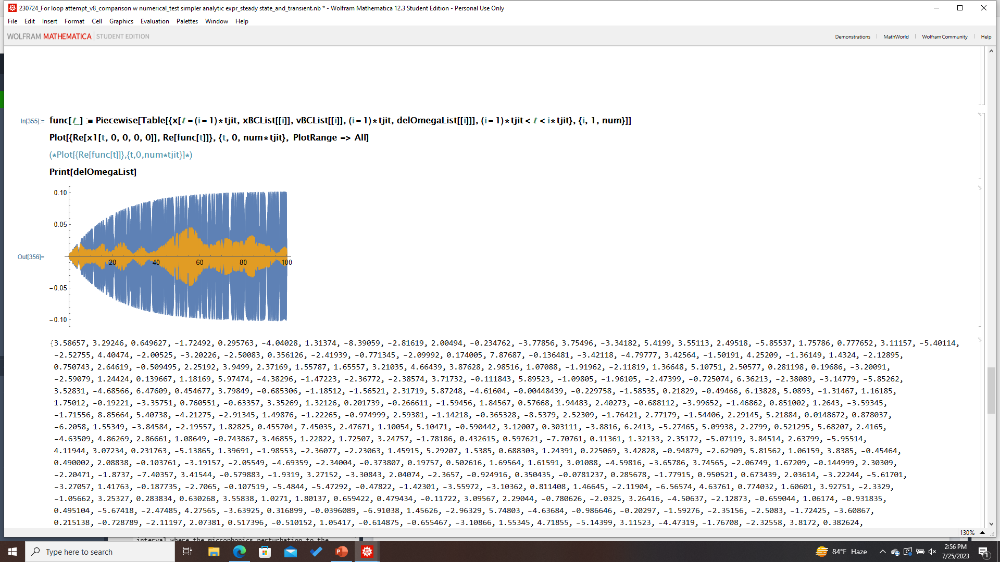 230724_For loop attempt_v8_comparison w numerical_test simpler analytic expr_steady state_and_transient.nb * - Wolfram Mathematica 12.3 Student Edition - Personal Use Only
File Edit Insert Format Cell Graphics Evaluation Palettes Window Help
WOLFRAM MATHEMATICA | STUDENT EDITION
Demonstrations | MathWorld | Wolfram Community | Help
In[355]:= func[t_] := Piecewise[Table[{x[t - (i - 1)*tjit, xBCList[[i]], vBCList[[i]], (i - 1)*tjit, delOmegaList[[i]]], (i - 1)*tjit < t < i*tjit}, {i, 1, num}]]
Plot[{Re[x1[t, 0, 0, 0, 0]], Re[func[t]]}, {t, 0, num*tjit}, PlotRange -> All]
(*Plot[{Re[func[t]]},{t,0,num*tjit}]*)
Print[delOmegaList]
0.10
0.05
Out[356]=
20 40 60 80 100
-0.05
-0.10
{3.58657, 3.29246, 0.649627, -1.72492, 0.295763, -4.04028, 1.31374, -8.39059, -2.81619, 2.00494, -0.234762, -3.77856, 3.75496, -3.34182, 5.4199, 3.55113, 2.49518, -5.85537, 1.75786, 0.777652, 3.11157, -5.40114,
-2.52755, 4.40474, -2.00525, -3.20226, -2.50083, 0.356126, -2.41939, -0.771345, -2.09992, 0.174005, 7.87687, -0.136481, -3.42118, -4.79777, 3.42564, -1.50191, 4.25209, -1.36149, 1.4324, -2.12895,
0.750743, 2.64619, -0.509495, 2.25192, 3.9499, 2.37169, 1.55787, 1.65557, 3.21035, 4.66439, 3.87628, 2.98516, 1.07088, -1.91962, -2.11819, 1.36648, 5.10751, 2.50577, 0.281198, 0.19686, -3.20091,
-2.59079, 1.24424, 0.139667, 1.18169, 5.97474, -4.38296, -1.47223, -2.36772, -2.38574, 3.71732, -0.111843, 5.89523, -1.09805, -1.96105, -2.47399, -0.725074, 6.36213, -2.38089, -3.14779, -5.85262,
3.52831, -4.68566, 6.47609, 0.454677, 3.79849, -0.685306, -1.18512, -1.56521, 2.31719, 5.87248, -4.61604, -0.00448439, -0.229758, -1.58535, 0.21829, -0.49466, 6.13828, 5.0893, -1.31467, 1.16185,
1.75012, -0.19221, -3.35751, 0.760551, -0.63357, 3.35269, 1.32126, 0.201739, -0.266611, -1.59456, 1.84567, 0.57668, 1.94483, 2.40273, -0.688112, -3.99652, -1.46862, 0.851002, 1.2643, -3.59345,
-1.71556, 8.85664, 5.40738, -4.21275, -2.91345, 1.49876, -1.22265, -0.974999, 2.59381, -1.14218, -0.365328, -8.5379, 2.52309, -1.76421, 2.77179, -1.54406, 2.29145, 5.21884, 0.0148672, 0.878037,
-6.2058, 1.55349, -3.84584, -2.19557, 1.82825, 0.455704, 7.45035, 2.47671, 1.10054, 5.10471, -0.590442, 3.12007, 0.303111, -3.8816, 6.2413, -5.27465, 5.09938, 2.2799, 0.521295, 5.68207, 2.4165,
-4.63509, 4.86269, 2.86661, 1.08649, -0.743867, 3.46855, 1.22822, 1.72507, 3.24757, -1.78186, 0.432615, 0.597621, -7.70761, 0.11361, 1.32133, 2.35172, -5.07119, 3.84514, 2.63799, -5.95514,
4.11944, 3.07234, 0.231763, -5.13865, 1.39691, -1.98553, -2.36077, -2.23063, 1.45915, 5.29207, 1.5385, 0.688303, 1.24391, 0.225069, 3.42828, -0.94879, -2.62909, 5.81562, 1.06159, 3.8385, -0.45464,
0.490002, 2.08838, -0.103761, -3.19157, -2.05549, -4.69359, -2.34004, -0.373807, 0.19757, 0.502616, 1.69564, 1.61591, 3.01088, -4.59816, -3.65786, 3.74565, -2.06749, 1.67209, -0.144999, 2.30309,
-2.20471, -1.8737, -7.40357, 3.41544, -0.579883, -1.9319, 3.27152, -3.30843, 2.04074, -2.3657, -0.924916, 0.350435, -0.0781237, 0.285678, -1.77915, 0.950521, 0.673439, 2.03614, -3.22244, -5.61701,
-3.27057, 1.41763, -0.187735, -2.7065, -0.107519, -5.4844, -5.47292, -0.47822, -1.42301, -3.55972, -3.10362, 0.811408, 1.46645, -2.11904, -6.56574, 4.63761, 0.774032, 1.60601, 3.92751, -2.3329,
-1.05662, 3.25327, 0.283834, 0.630268, 3.55838, 1.0271, 1.80137, 0.659422, 0.479434, -0.11722, 3.09567, 2.29044, -0.780626, -2.0325, 3.26416, -4.50637, -2.12873, -0.659044, 1.06174, -0.931835,
0.495104, -5.67418, -2.47485, 4.27565, -3.63925, 0.316899, -0.0396089, -6.91038, 1.45626, -2.96329, 5.74803, -4.63684, -0.986646, -0.20297, -1.59276, -2.35156, -2.5083, -1.72425, -3.60867,
0.215138, -0.728789, -2.11197, 2.07381, 0.517396, -0.510152, 1.05417, -0.614875, -0.655467, -3.10866, 1.55345, 4.71855, -5.14399, 3.11523, -4.47319, -1.76708, -2.32558, 3.8172, 0.382624,
130%
interval where the microphonics perturbation to the
Type here to search
84°F Haze
2:56 PM
7/25/2023
1